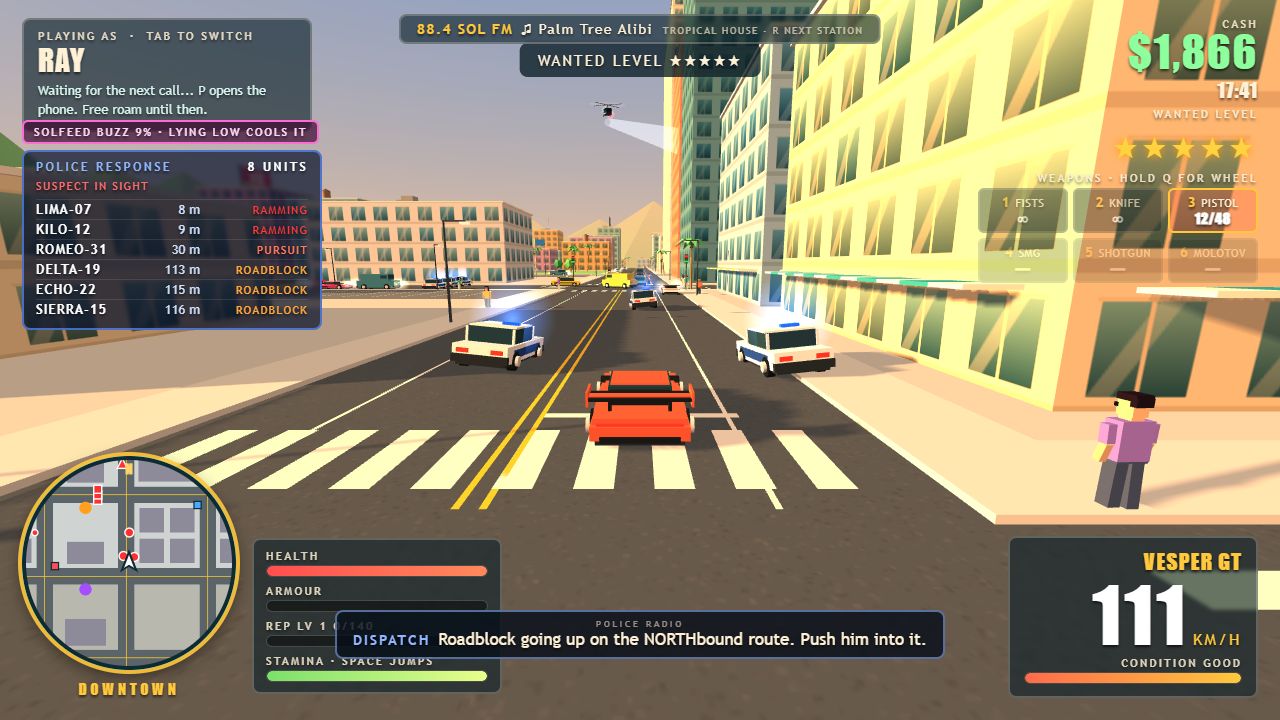 PLAYING AS · TAB TO SWITCH
RAY
Waiting for the next call... P opens the
phone. Free roam until then.
SOLFEED BUZZ 9% · LYING LOW COOLS IT
POLICE RESPONSE 8 UNITS
SUSPECT IN SIGHT
LIMA-07 8 m RAMMING
KILO-12 9 m RAMMING
ROMEO-31 30 m PURSUIT
DELTA-19 113 m ROADBLOCK
ECHO-22 115 m ROADBLOCK
SIERRA-15 116 m ROADBLOCK
88.4 SOL FM ♫ Palm Tree Alibi TROPICAL HOUSE · R NEXT STATION
WANTED LEVEL ★★★★★
CASH
$1,866
17:41
WANTED LEVEL
★★★★★
WEAPONS · HOLD Q FOR WHEEL
1 FISTS ∞
2 KNIFE ∞
3 PISTOL 12/48
4 SMG —
5 SHOTGUN —
6 MOLOTOV —
DOWNTOWN
HEALTH
ARMOUR
REP LV 1 0/140
STAMINA · SPACE JUMPS
POLICE RADIO
DISPATCH Roadblock going up on the NORTHbound route. Push him into it.
VESPER GT
111 KM/H
CONDITION GOOD